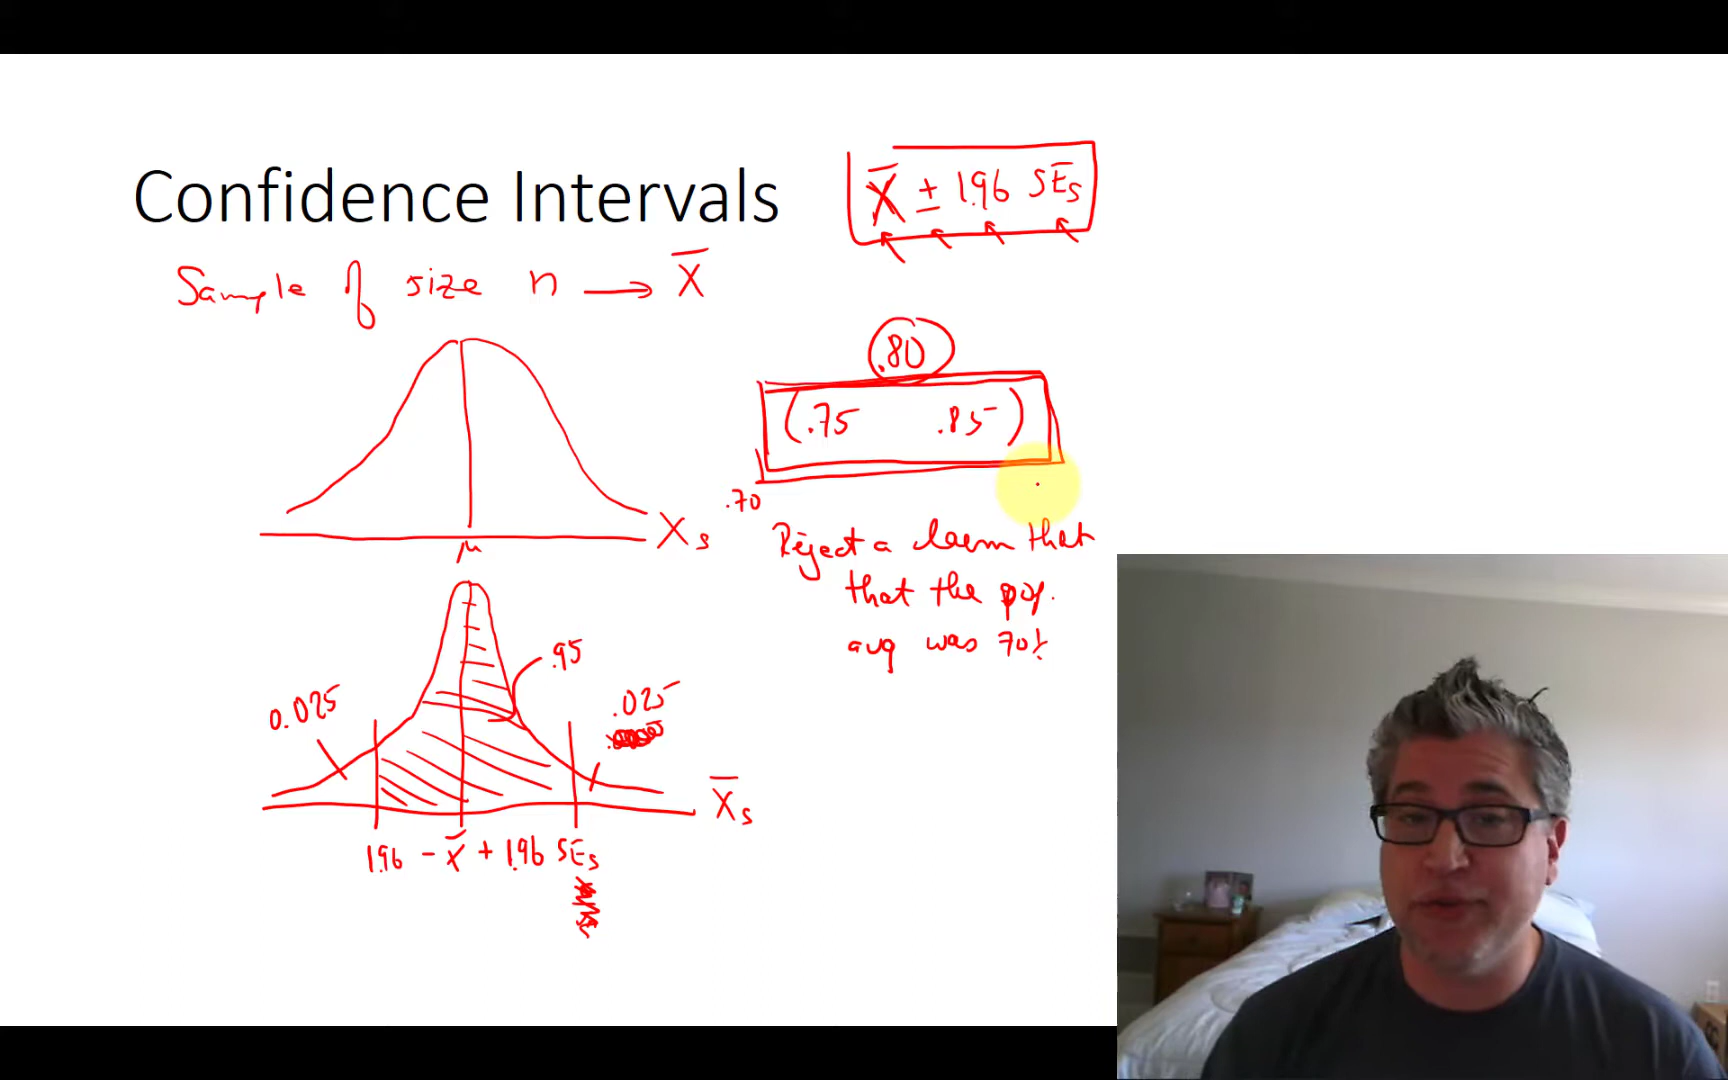 Confidence Intervals
X̄ ± 1.96 SEs
Sample of size n → X̄
.80
(.75 .85)
.70
Xs
μ
Reject a claem that
that the pop.
avg was 70%
.95
0.025
.025
X̄s
1.96 - X̄ + 1.96 SEs